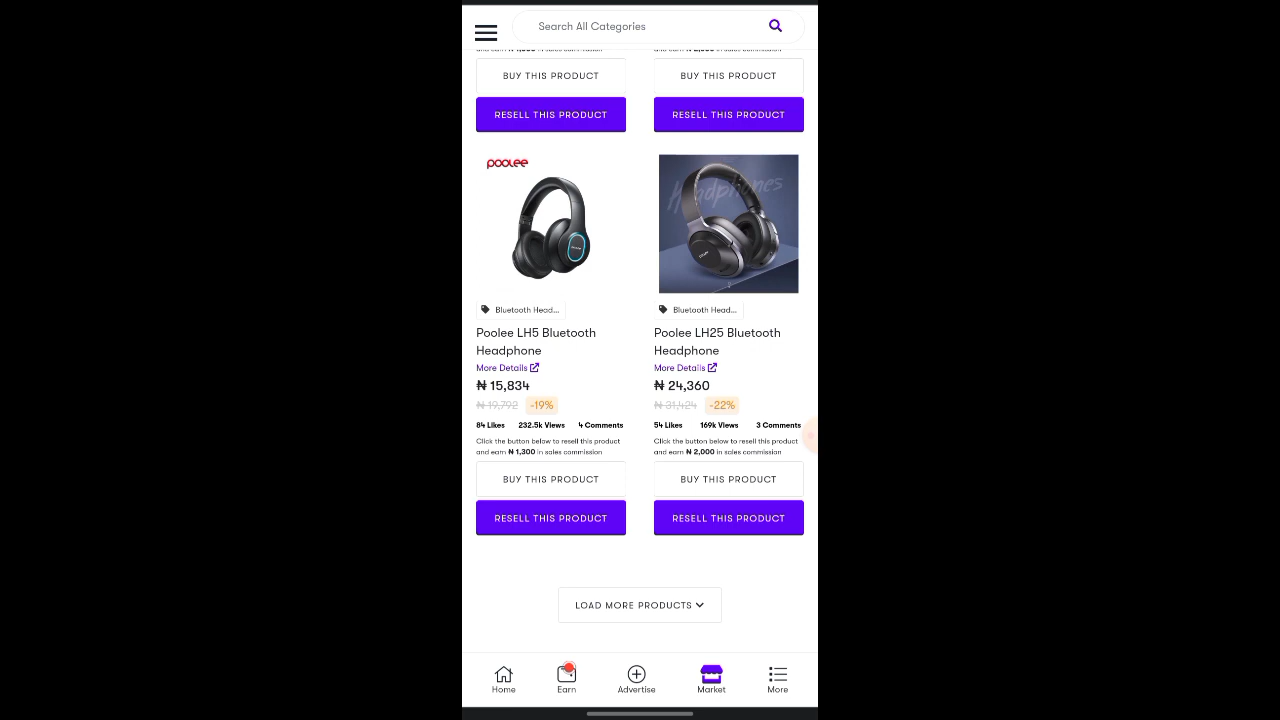 Search All Categories
BUY THIS PRODUCT
BUY THIS PRODUCT
RESELL THIS PRODUCT
RESELL THIS PRODUCT
poolee
Headphones
Bluetooth Head...
Bluetooth Head...
Poolee LH5 Bluetooth
Headphone
Poolee LH25 Bluetooth
Headphone
More Details
More Details
₦ 15,834
₦ 24,360
₦ 19,792 -19%
₦ 31,424 -22%
84 Likes 232.5k Views 4 Comments
54 Likes 169k Views 3 Comments
Click the button below to resell this product
and earn ₦ 1,300 in sales commission
Click the button below to resell this product
and earn ₦ 2,000 in sales commission
BUY THIS PRODUCT
BUY THIS PRODUCT
RESELL THIS PRODUCT
RESELL THIS PRODUCT
LOAD MORE PRODUCTS
Home
Earn
Advertise
Market
More